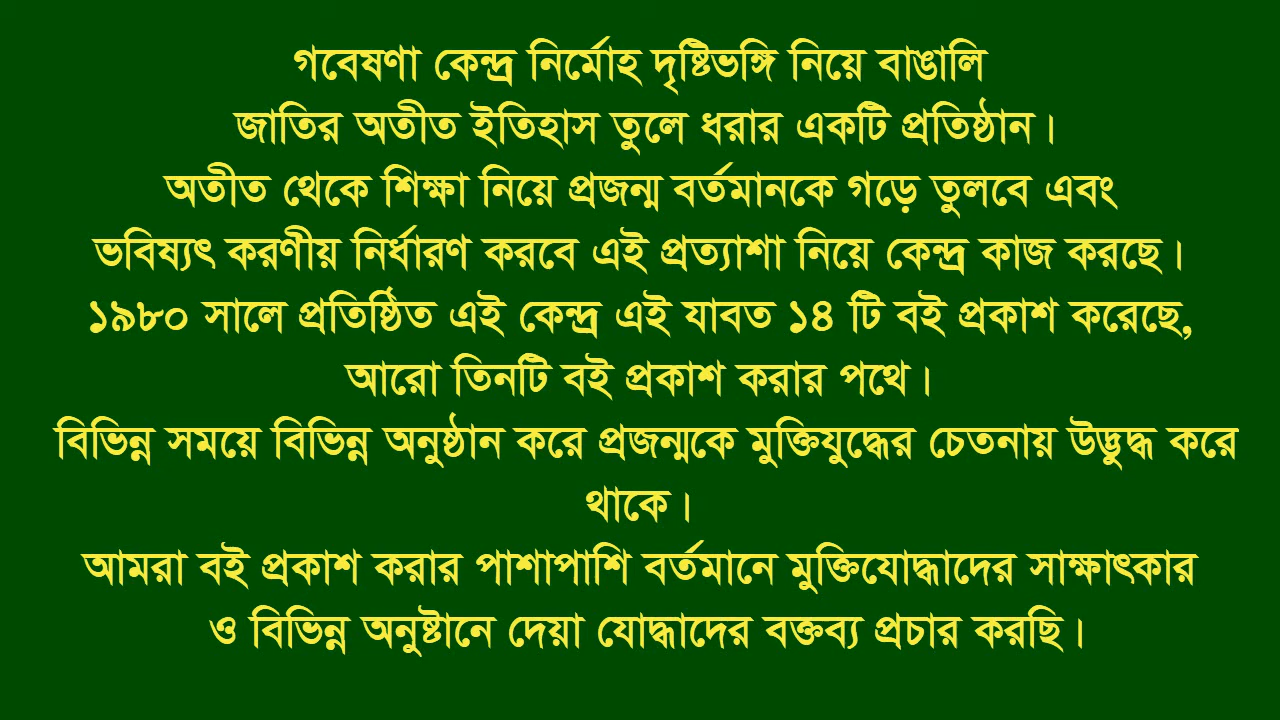 গবেষণা কেন্দ্র নির্মোহ দৃষ্টিভঙ্গি নিয়ে বাঙালি
জাতির অতীত ইতিহাস তুলে ধরার একটি প্রতিষ্ঠান।
অতীত থেকে শিক্ষা নিয়ে প্রজন্ম বর্তমানকে গড়ে তুলবে এবং
ভবিষ্যৎ করণীয় নির্ধারণ করবে এই প্রত্যাশা নিয়ে কেন্দ্র কাজ করছে।
১৯৮০ সালে প্রতিষ্ঠিত এই কেন্দ্র এই যাবত ১৪ টি বই প্রকাশ করেছে,
আরো তিনটি বই প্রকাশ করার পথে।
বিভিন্ন সময়ে বিভিন্ন অনুষ্ঠান করে প্রজন্মকে মুক্তিযুদ্ধের চেতনায় উদ্ভুদ্ধ করে
থাকে।
আমরা বই প্রকাশ করার পাশাপাশি বর্তমানে মুক্তিযোদ্ধাদের সাক্ষাৎকার
ও বিভিন্ন অনুষ্টানে দেয়া যোদ্ধাদের বক্তব্য প্রচার করছি।